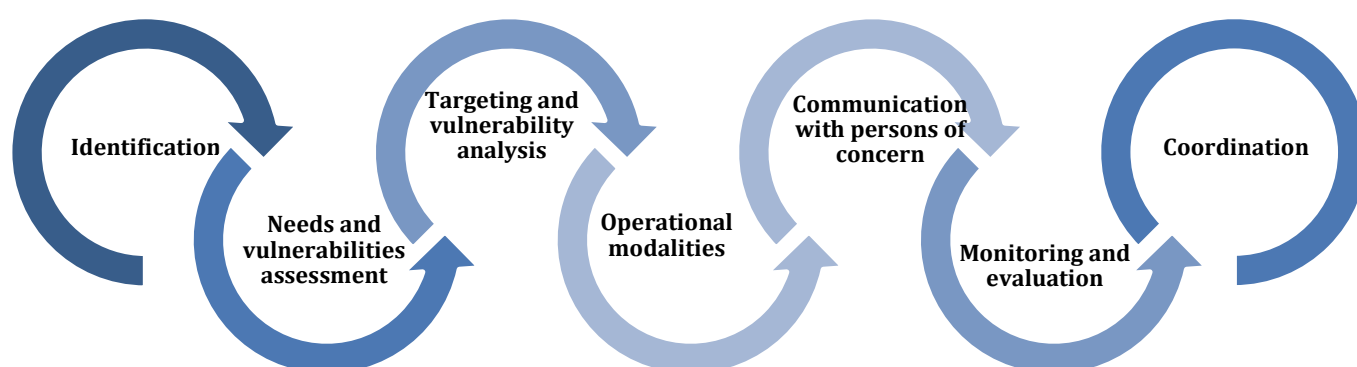 Identification
Needs and
vulnerabilities
assessment
Targeting and
vulnerability
analysis
Operational
modalities
Communication
with persons of
concern
Monitoring and
evaluation
Coordination